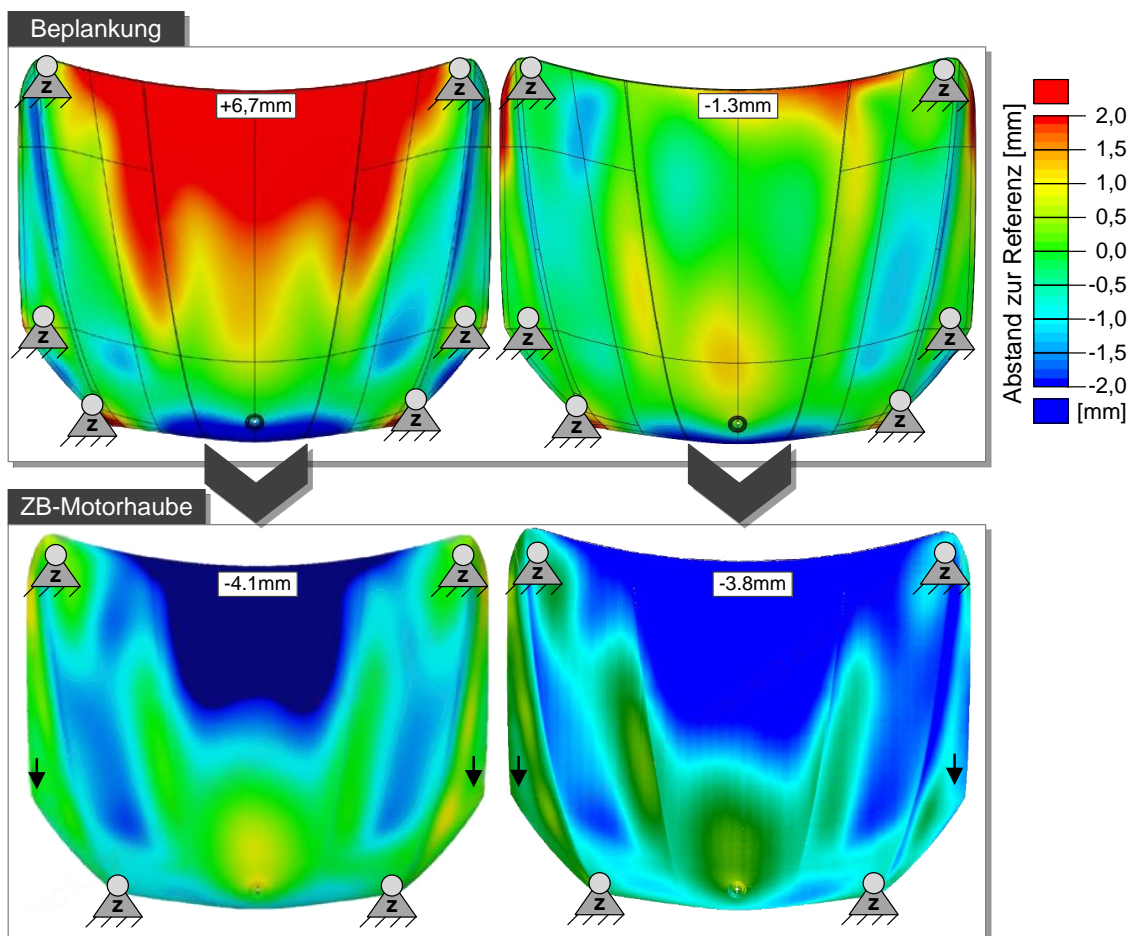 Beplankung
z z z z
+6,7mm -1.3mm
z z z z
z z z z
2,0
1,5
1,0
0,5
0,0
-0,5
-1,0
-1,5
-2,0
[mm]
Abstand zur Referenz [mm]
ZB-Motorhaube
z z z z
-4.1mm -3.8mm
z z z z